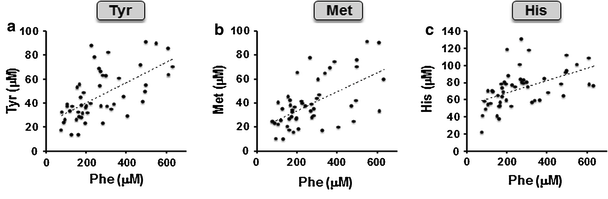 Tyr Met His
a b c
100 100 140
120
80 80
100
60 60 80
40 40 60
40
20 20
20
0 0 0
0 200 400 600 0 200 400 600 0 200 400 600
Tyr (µM) Met (µM) His (µM)
Phe (µM) Phe (µM) Phe (µM)